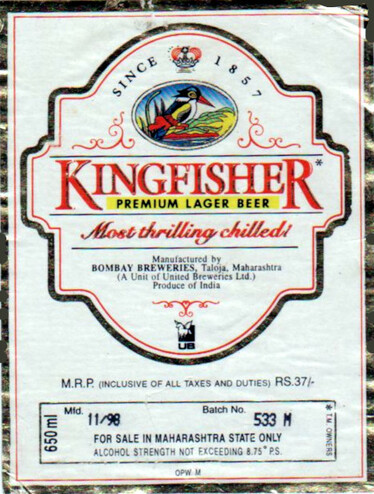 SINCE 1857
KINGFISHER*
PREMIUM LAGER BEER
Most thrilling chilled!
Manufactured by
BOMBAY BREWERIES, Taloja, Maharashtra
(A Unit of United Breweries Ltd.)
Produce of India
UB
M.R.P. (INCLUSIVE OF ALL TAXES AND DUTIES) RS.37/-
650 ml
Mfd. 11/98 Batch No. 533 M
FOR SALE IN MAHARASHTRA STATE ONLY
ALCOHOL STRENGTH NOT EXCEEDING 8.75° P.S.
* T.M. OWNERS
OPW-M